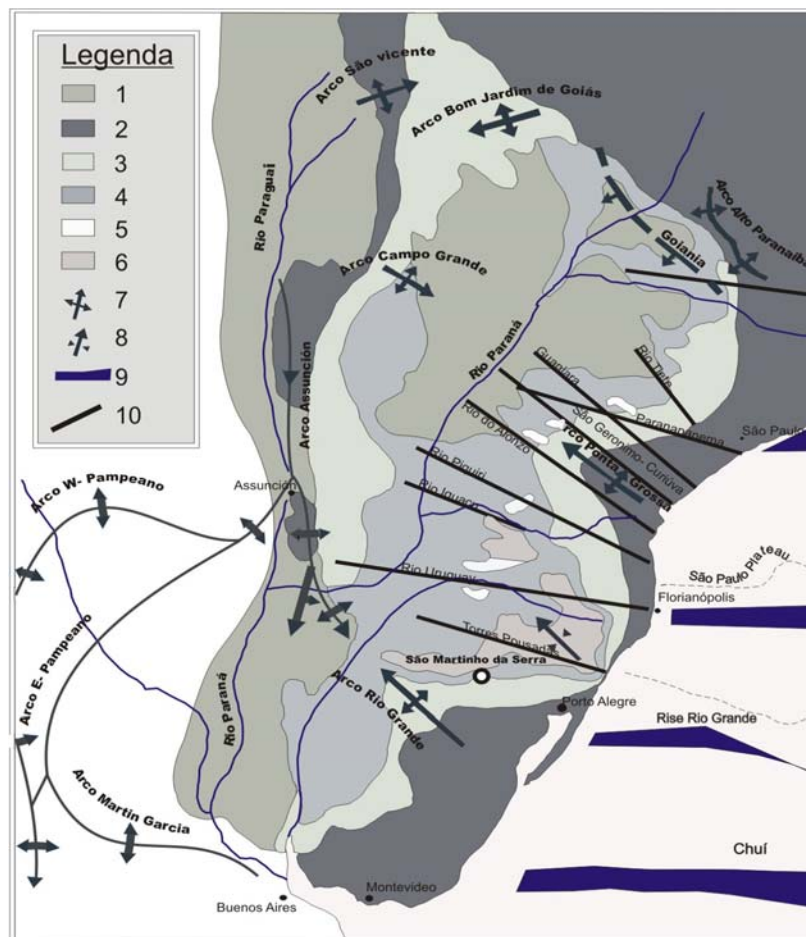 Legenda
1
2
3
4
5
6
7
8
9
10
Arco São vicente
Arco Bom Jardim de Goiás
Arco Alto Paranaíba
Goiania
Rio Paraguai
Arco Campo Grande
Arco Assunción
Rio Paraná
Guapiara
Rio Tiete
São Geronimo- Curiúva
Paranapanema
São Paulo
Rio do Alonzo
rco Ponta Grossa
Rio Piquiri
Rio Iguaçu
Arco W- Pampeano
Assunción
Rio Uruguay
São Paulo Plateau
Florianópolis
Torres Pousadas
São Martinho da Serra
Arco E- Pampeano
Rio Paraná
Arco Rio Grande
Porto Alegre
Rise Rio Grande
Arco Martin Garcia
Chuí
Buenos Aires
Montevideo